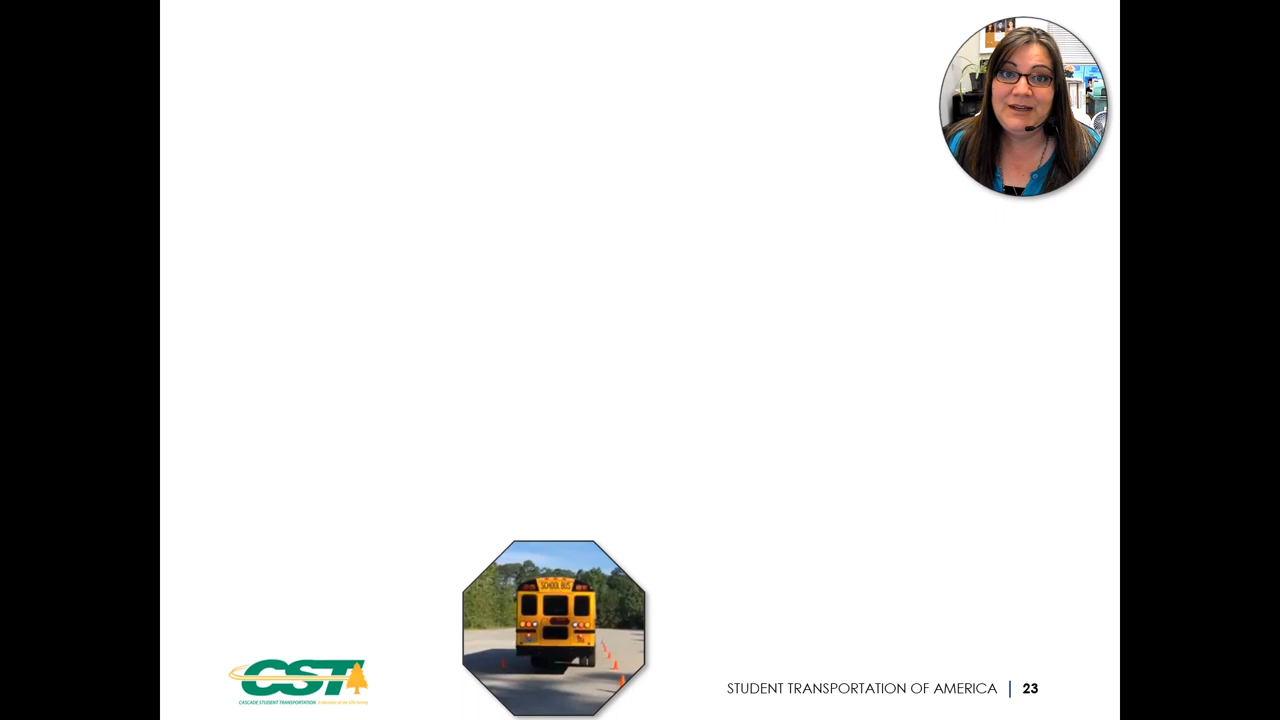 SCHOOL BUS
CST
CASCADE STUDENT TRANSPORTATION
STUDENT TRANSPORTATION OF AMERICA | 23